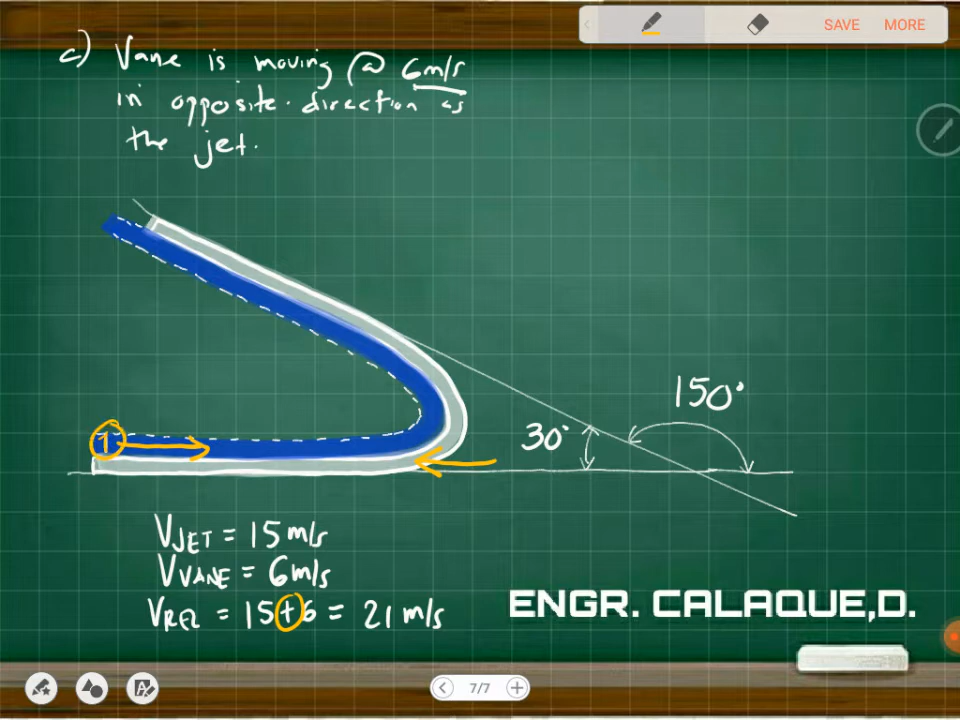 SAVE
MORE
c) Vane is moving @ 6m/s
in opposite direction as
the jet.
150°
30°
1
VJET = 15 m/s
VVANE = 6m/s
VREL = 15+6 = 21 m/s
ENGR. CALAQUE,D.
7/7